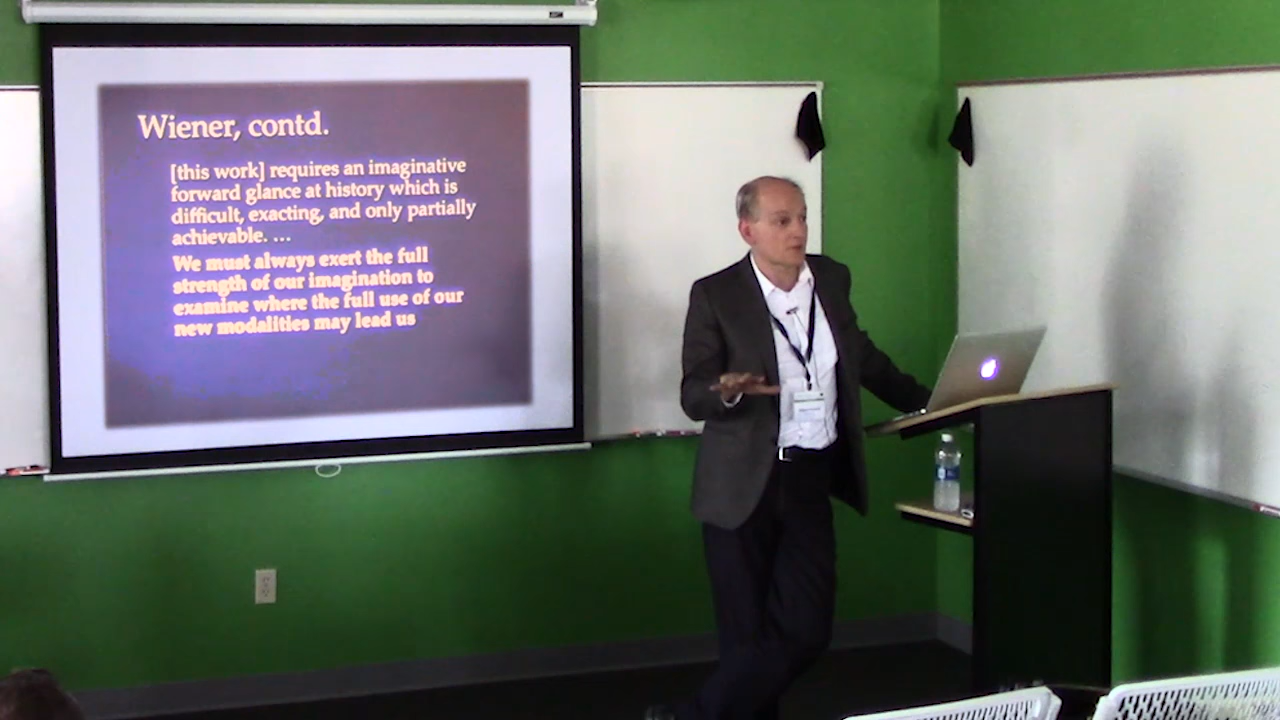 Wiener, contd.
[this work] requires an imaginative
forward glance at history which is
difficult, exacting, and only partially
achievable. ...
We must always exert the full
strength of our imagination to
examine where the full use of our
new modalities may lead us